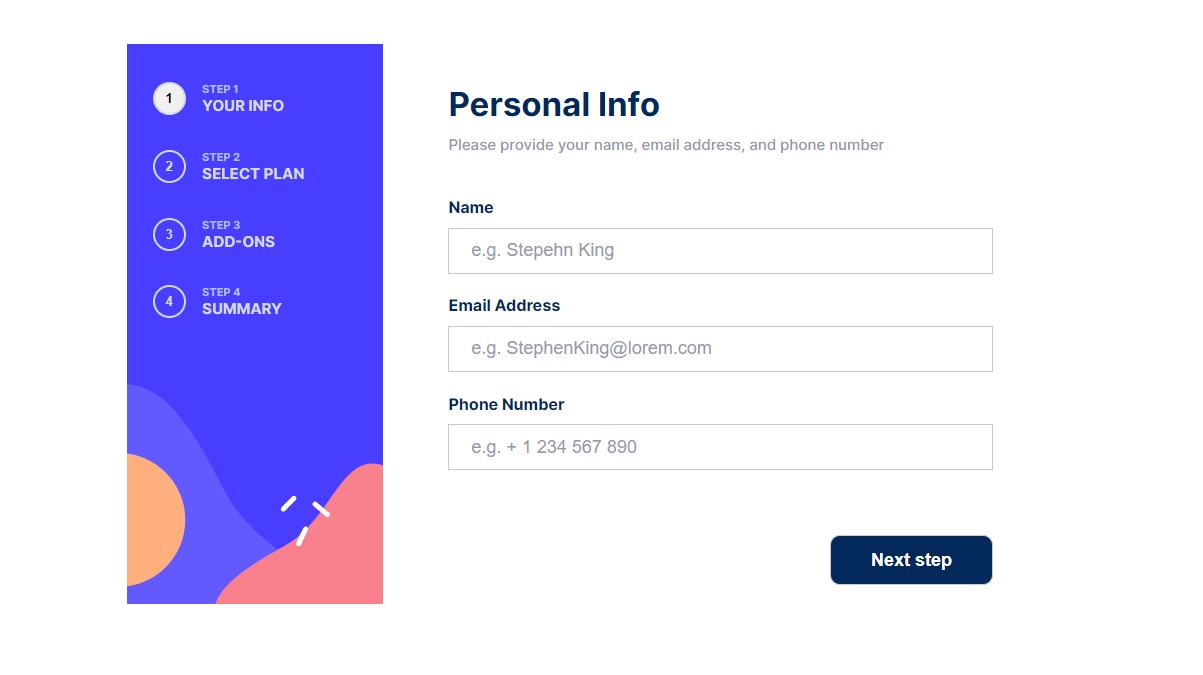 1
STEP 1
YOUR INFO
2
STEP 2
SELECT PLAN
3
STEP 3
ADD-ONS
4
STEP 4
SUMMARY
Personal Info
Please provide your name, email address, and phone number
Name
e.g. Stepehn King
Email Address
e.g. StephenKing@lorem.com
Phone Number
e.g. + 1 234 567 890
Next step